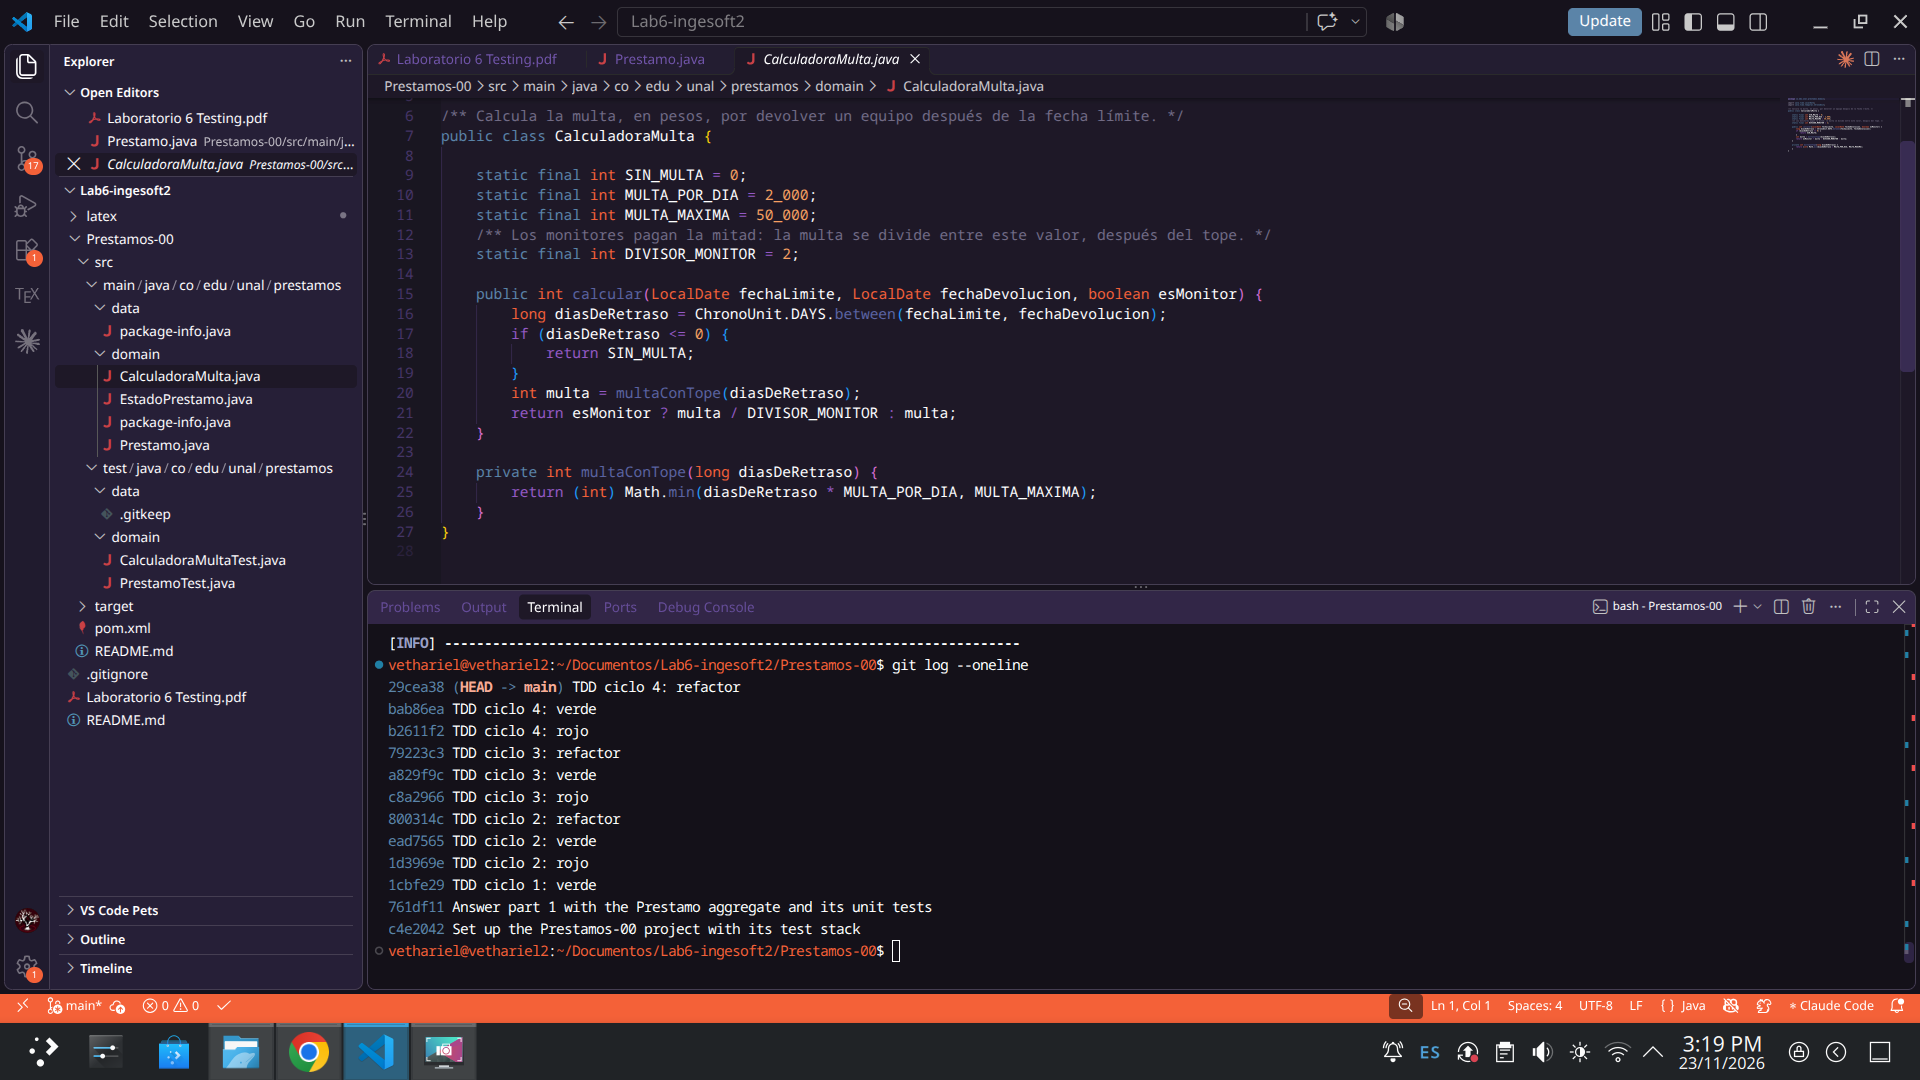 File Edit Selection View Go Run Terminal Help
Lab6-ingesoft2
Update
Explorer
Open Editors
Laboratorio 6 Testing.pdf
Prestamo.java Prestamos-00/src/main/j...
CalculadoraMulta.java Prestamos-00/src...
Lab6-ingesoft2
latex
Prestamos-00
src
main / java / co / edu / unal / prestamos
data
package-info.java
domain
CalculadoraMulta.java
EstadoPrestamo.java
package-info.java
Prestamo.java
test / java / co / edu / unal / prestamos
data
.gitkeep
domain
CalculadoraMultaTest.java
PrestamoTest.java
target
pom.xml
README.md
.gitignore
Laboratorio 6 Testing.pdf
README.md
VS Code Pets
Outline
Timeline
17
1
TEX
1
Laboratorio 6 Testing.pdf Prestamo.java CalculadoraMulta.java
Prestamos-00 > src > main > java > co > edu > unal > prestamos > domain > CalculadoraMulta.java
6 /** Calcula la multa, en pesos, por devolver un equipo después de la fecha límite. */
7 public class CalculadoraMulta {
8
9 static final int SIN_MULTA = 0;
10 static final int MULTA_POR_DIA = 2_000;
11 static final int MULTA_MAXIMA = 50_000;
12 /** Los monitores pagan la mitad: la multa se divide entre este valor, después del tope. */
13 static final int DIVISOR_MONITOR = 2;
14
15 public int calcular(LocalDate fechaLimite, LocalDate fechaDevolucion, boolean esMonitor) {
16 long diasDeRetraso = ChronoUnit.DAYS.between(fechaLimite, fechaDevolucion);
17 if (diasDeRetraso <= 0) {
18 return SIN_MULTA;
19 }
20 int multa = multaConTope(diasDeRetraso);
21 return esMonitor ? multa / DIVISOR_MONITOR : multa;
22 }
23
24 private int multaConTope(long diasDeRetraso) {
25 return (int) Math.min(diasDeRetraso * MULTA_POR_DIA, MULTA_MAXIMA);
26 }
27 }
28
Problems Output Terminal Ports Debug Console
bash - Prestamos-00
[INFO] ------------------------------------------------------------------------
vethariel@vethariel2:~/Documentos/Lab6-ingesoft2/Prestamos-00$ git log --oneline
29cea38 (HEAD -> main) TDD ciclo 4: refactor
bab86ea TDD ciclo 4: verde
b2611f2 TDD ciclo 4: rojo
79223c3 TDD ciclo 3: refactor
a829f9c TDD ciclo 3: verde
c8a2966 TDD ciclo 3: rojo
800314c TDD ciclo 2: refactor
ead7565 TDD ciclo 2: verde
1d3969e TDD ciclo 2: rojo
1cbfe29 TDD ciclo 1: verde
761df11 Answer part 1 with the Prestamo aggregate and its unit tests
c4e2042 Set up the Prestamos-00 project with its test stack
vethariel@vethariel2:~/Documentos/Lab6-ingesoft2/Prestamos-00$
main* 0 0
Ln 1, Col 1 Spaces: 4 UTF-8 LF { } Java Claude Code
ES
3:19 PM
23/11/2026